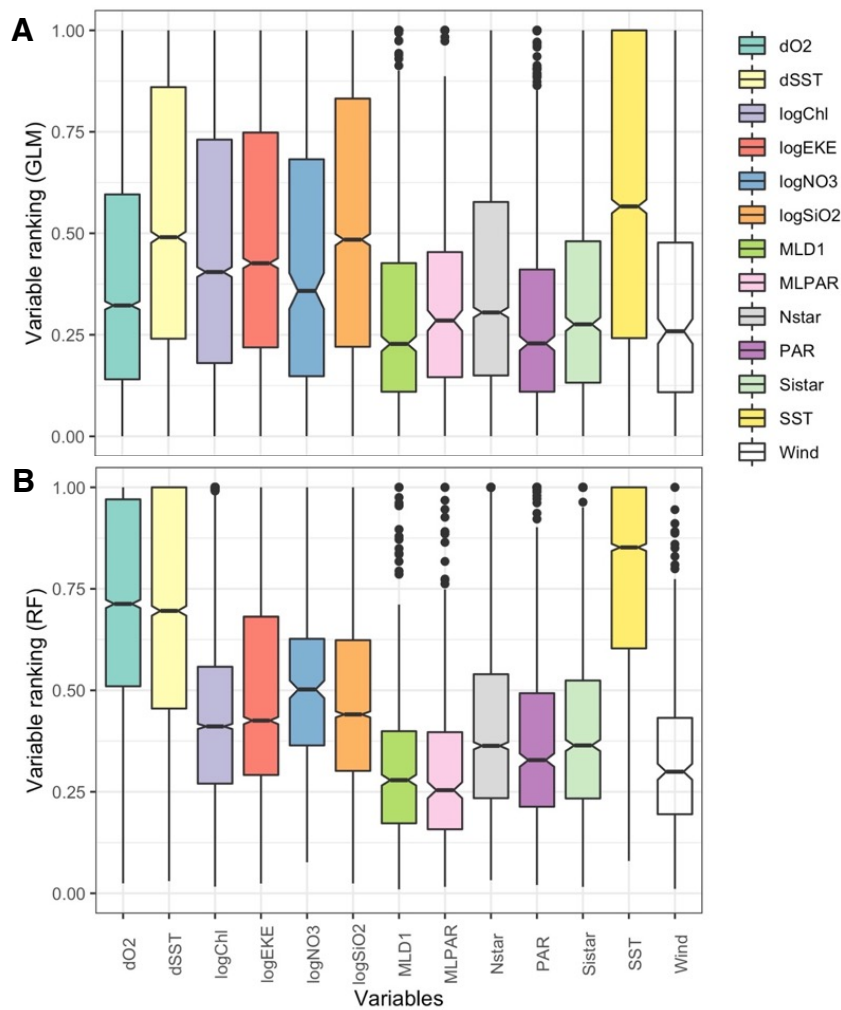 A
Variable ranking (GLM)
1.00
0.75
0.50
0.25
0.00
dO2
dSST
logChl
logEKE
logNO3
logSiO2
MLD1
MLPAR
Nstar
PAR
Sistar
SST
Wind
B
Variable ranking (RF)
1.00
0.75
0.50
0.25
0.00
dO2
dSST
logChl
logEKE
logNO3
logSiO2
MLD1
MLPAR
Nstar
PAR
Sistar
SST
Wind
Variables